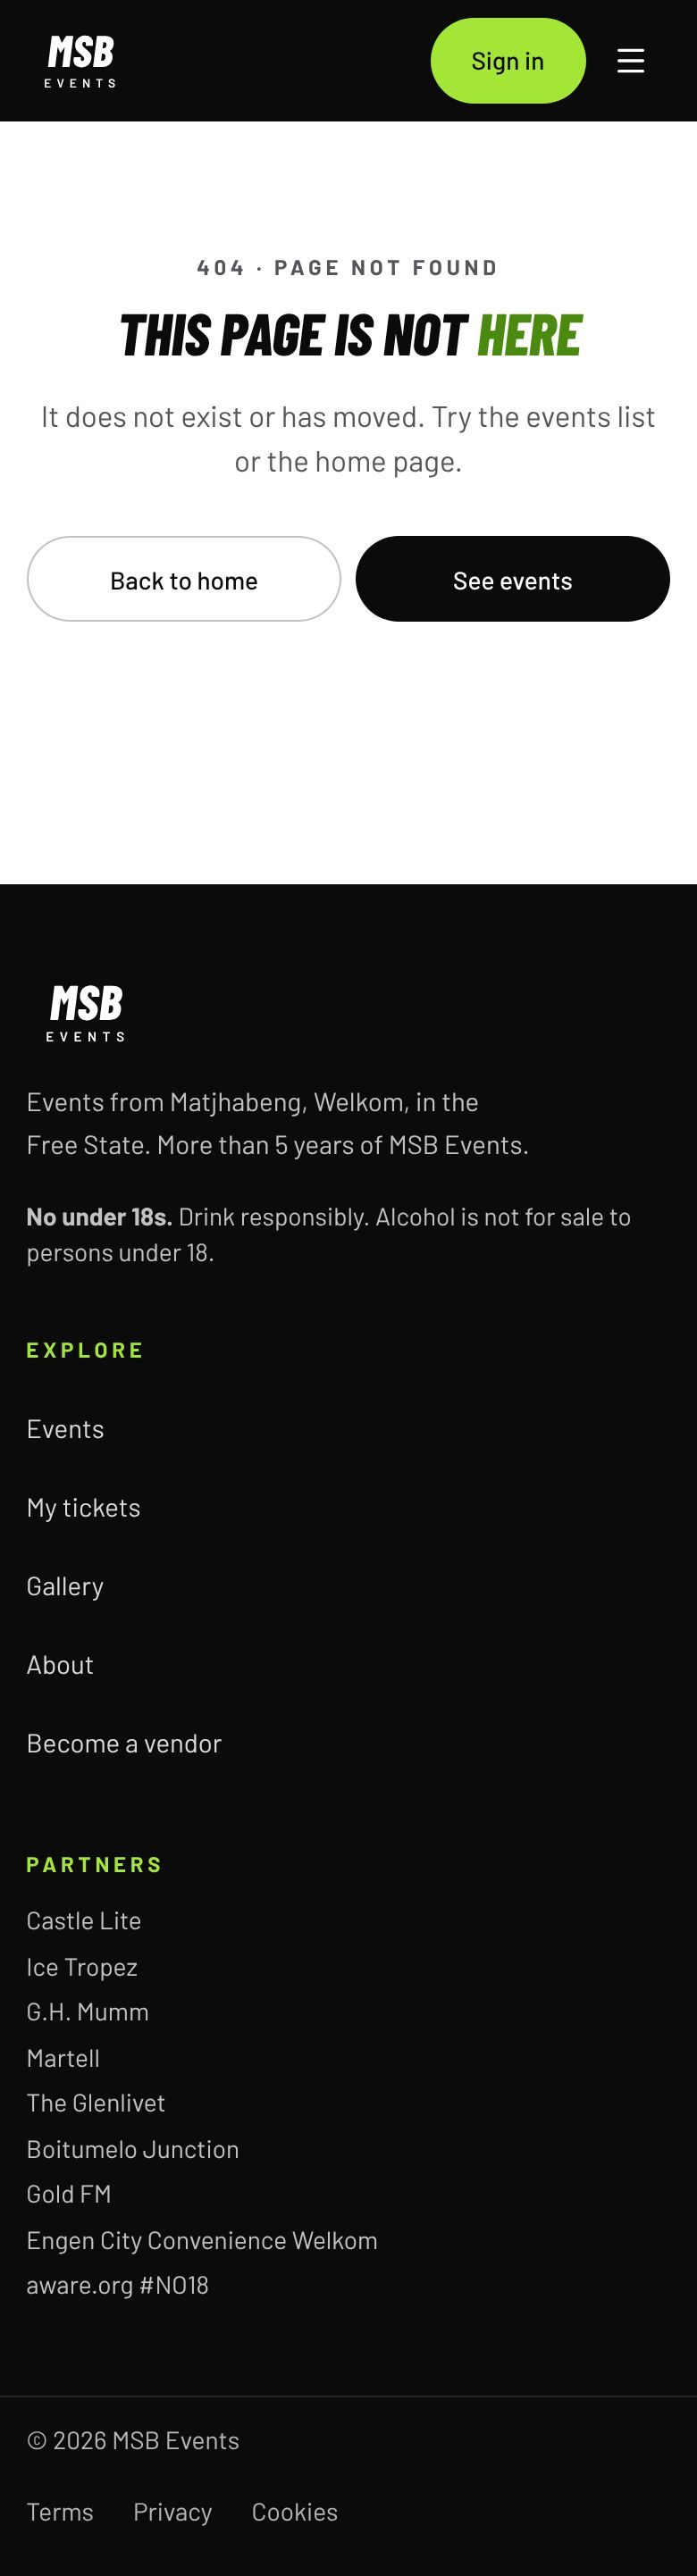 MSB
EVENTS
Sign in
404 · PAGE NOT FOUND
THIS PAGE IS NOT HERE
It does not exist or has moved. Try the events list
or the home page.
Back to home
See events
MSB
EVENTS
Events from Matjhabeng, Welkom, in the
Free State. More than 5 years of MSB Events.
No under 18s. Drink responsibly. Alcohol is not for sale to
persons under 18.
EXPLORE
Events
My tickets
Gallery
About
Become a vendor
PARTNERS
Castle Lite
Ice Tropez
G.H. Mumm
Martell
The Glenlivet
Boitumelo Junction
Gold FM
Engen City Convenience Welkom
aware.org #NO18
© 2026 MSB Events
Terms Privacy Cookies